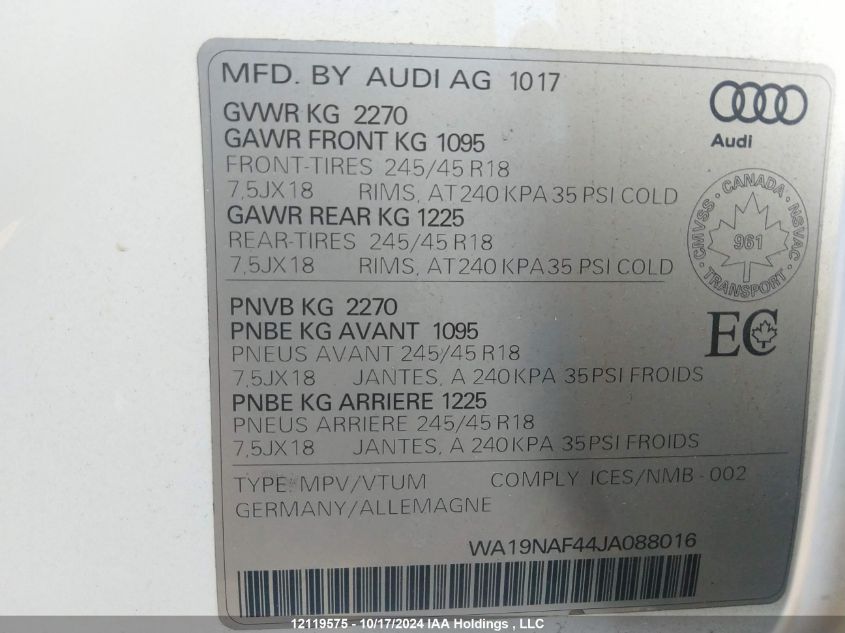 MFD. BY AUDI AG 1017
GVWR KG 2270
GAWR FRONT KG 1095
FRONT-TIRES 245/45 R18
7,5JX18 RIMS, AT 240 KPA 35 PSI COLD
GAWR REAR KG 1225
REAR-TIRES 245/45 R18
7,5JX18 RIMS, AT 240 KPA 35 PSI COLD
Audi
CANADA
CMVSS • NSVAC
961
TRANSPORT
PNVB KG 2270
PNBE KG AVANT 1095
PNEUS AVANT 245/45 R18
7,5JX18 JANTES, A 240 KPA 35 PSI FROIDS
PNBE KG ARRIERE 1225
PNEUS ARRIERE 245/45 R18
7,5JX18 JANTES, A 240 KPA 35 PSI FROIDS
EC
TYPE: MPV/VTUM COMPLY ICES/NMB-002
GERMANY/ALLEMAGNE
WA19NAF44JA088016
12119575 - 10/17/2024 IAA Holdings , LLC